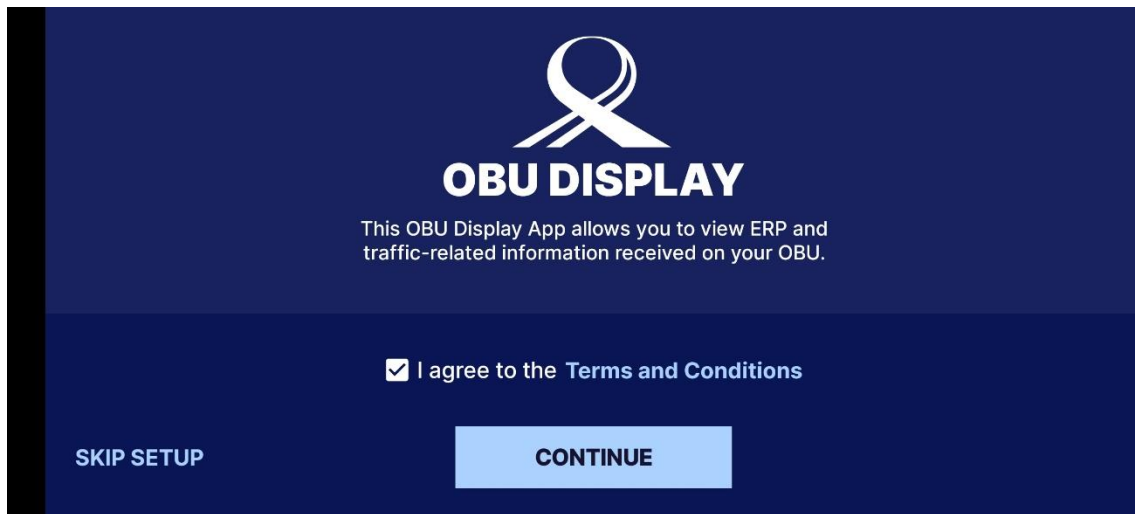 OBU DISPLAY
This OBU Display App allows you to view ERP and
traffic-related information received on your OBU.
I agree to the Terms and Conditions
SKIP SETUP
CONTINUE